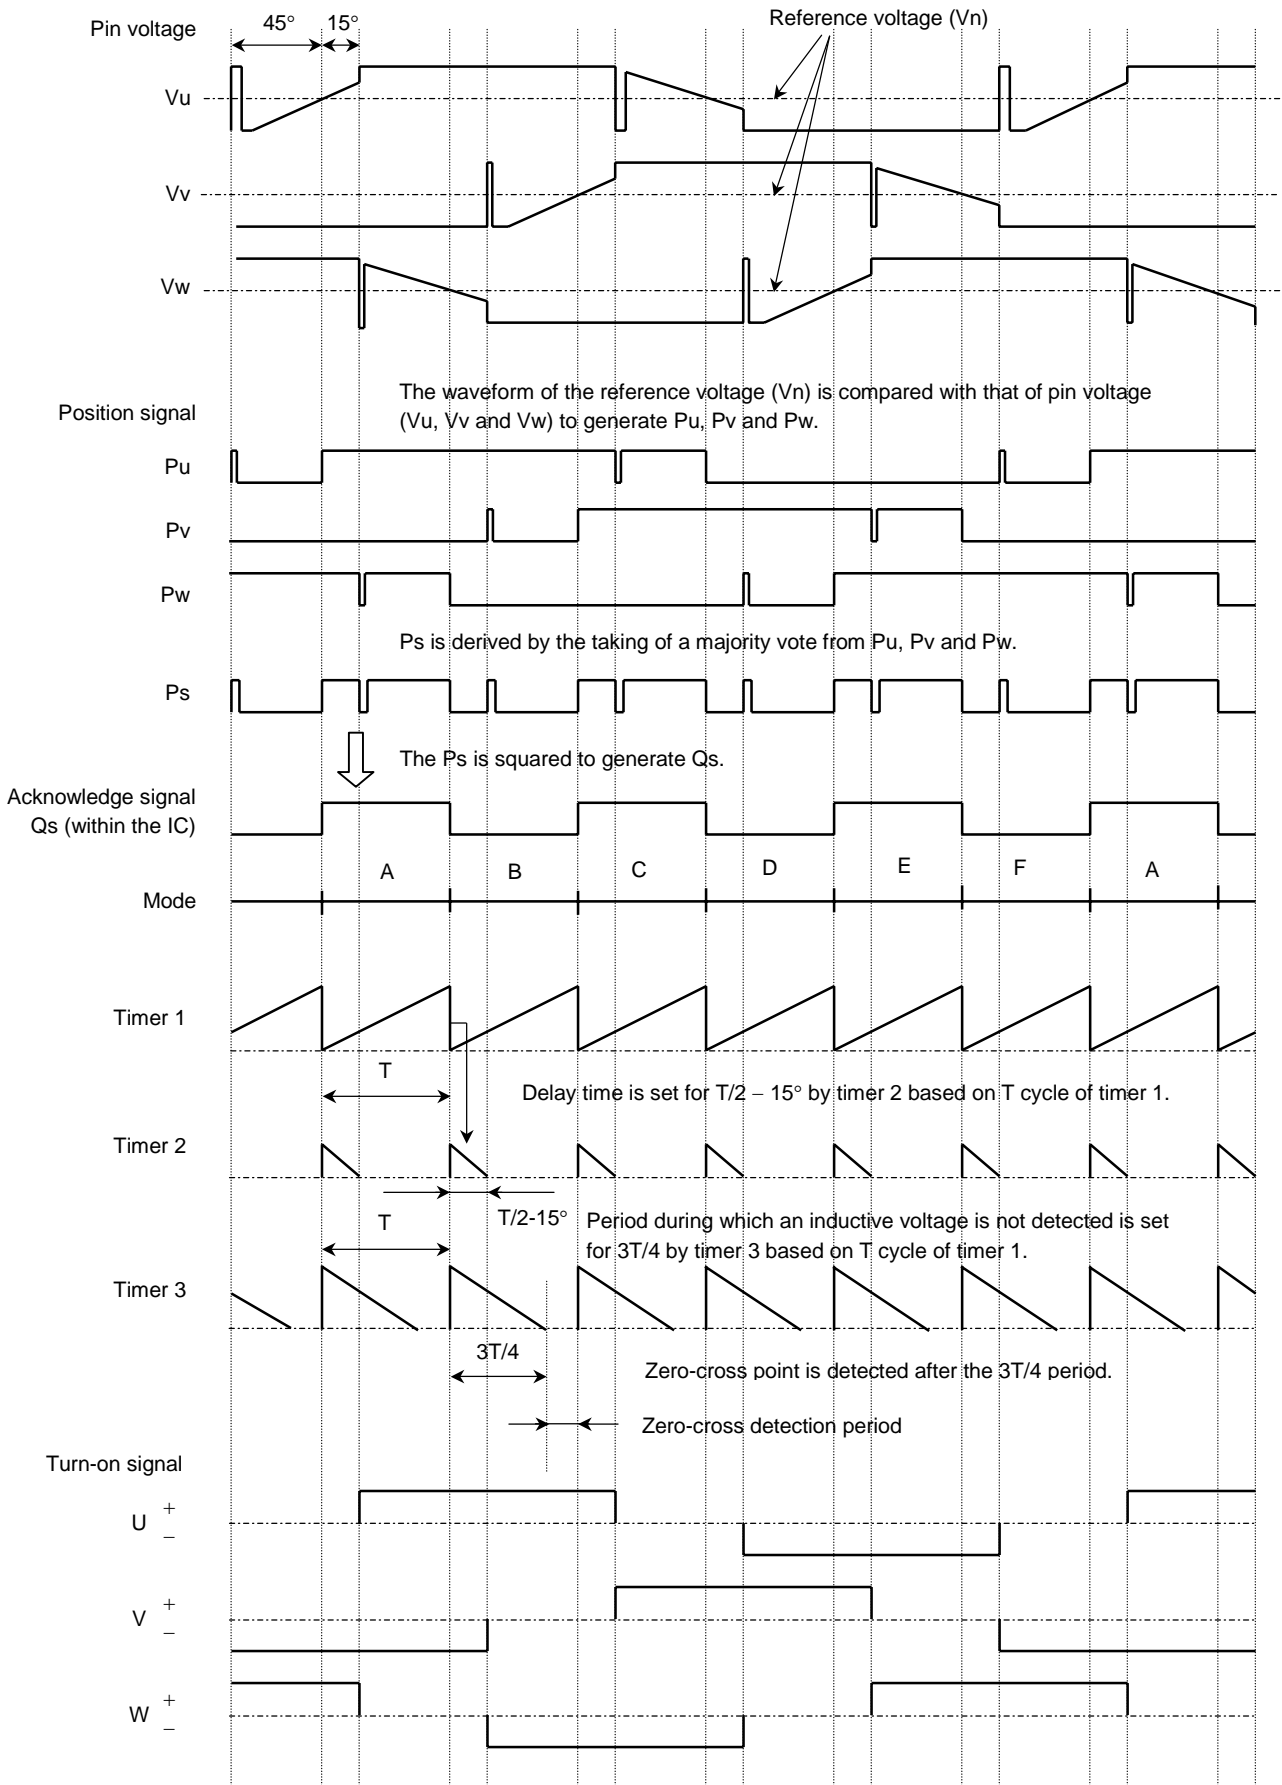 Pin voltage
45°
15°
Reference voltage (Vn)
Vu
Vv
Vw
The waveform of the reference voltage (Vn) is compared with that of pin voltage
(Vu, Vv and Vw) to generate Pu, Pv and Pw.
Position signal
Pu
Pv
Pw
Ps is derived by the taking of a majority vote from Pu, Pv and Pw.
Ps
The Ps is squared to generate Qs.
Acknowledge signal
Qs (within the IC)
A
B
C
D
E
F
A
Mode
Timer 1
T
Delay time is set for T/2 − 15° by timer 2 based on T cycle of timer 1.
Timer 2
T/2-15°
T
Period during which an inductive voltage is not detected is set
for 3T/4 by timer 3 based on T cycle of timer 1.
Timer 3
3T/4
Zero-cross point is detected after the 3T/4 period.
Zero-cross detection period
Turn-on signal
U + −
V + −
W + −